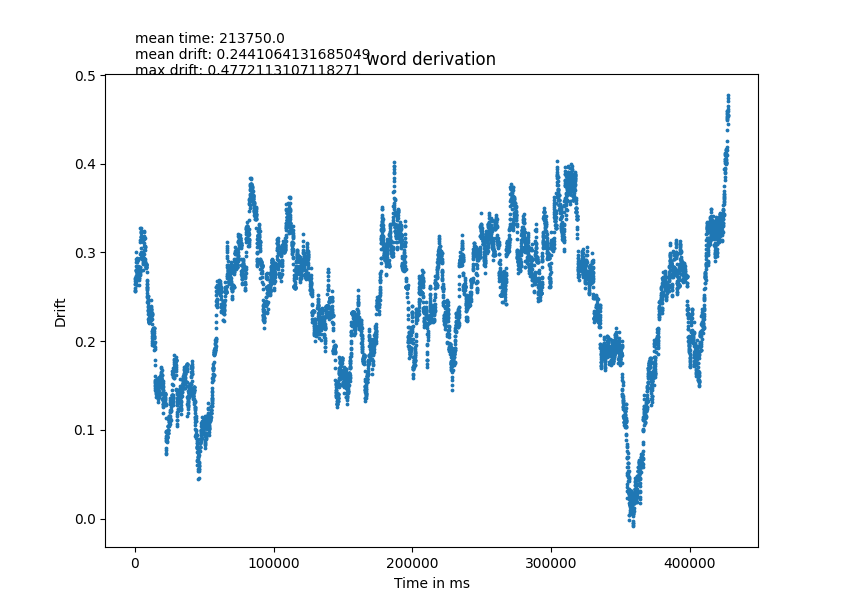 mean time: 213750.0
mean drift: 0.2441064131685049
max drift: 0.4772113107118271
word derivation
0.5
0.4
0.3
0.2
0.1
0.0
Drift
0
100000
200000
300000
400000
Time in ms